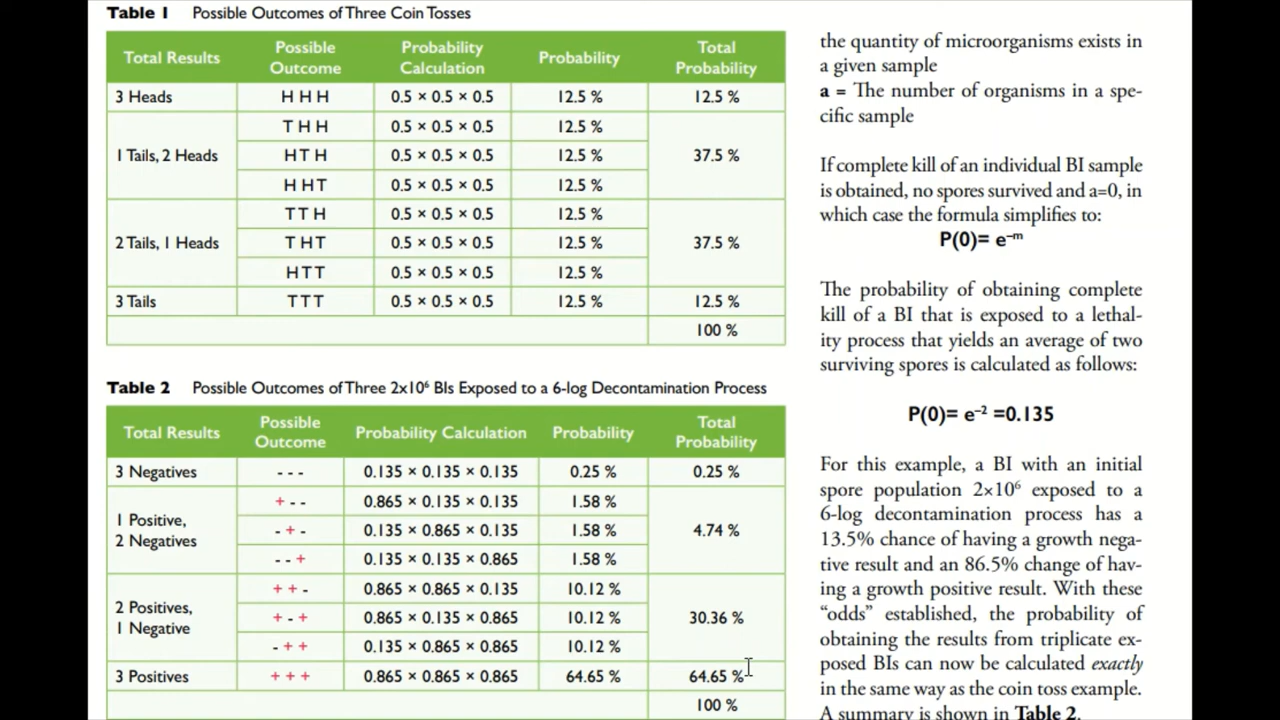 Table 1 Possible Outcomes of Three Coin Tosses
Total Results Possible Outcome Probability Calculation Probability Total Probability
3 Heads H H H 0.5 × 0.5 × 0.5 12.5 % 12.5 %
1 Tails, 2 Heads T H H 0.5 × 0.5 × 0.5 12.5 % 37.5 %
H T H 0.5 × 0.5 × 0.5 12.5 %
H H T 0.5 × 0.5 × 0.5 12.5 %
2 Tails, 1 Heads T T H 0.5 × 0.5 × 0.5 12.5 % 37.5 %
T H T 0.5 × 0.5 × 0.5 12.5 %
H T T 0.5 × 0.5 × 0.5 12.5 %
3 Tails T T T 0.5 × 0.5 × 0.5 12.5 % 12.5 %
100 %
Table 2 Possible Outcomes of Three 2x10⁶ BIs Exposed to a 6-log Decontamination Process
Total Results Possible Outcome Probability Calculation Probability Total Probability
3 Negatives - - - 0.135 × 0.135 × 0.135 0.25 % 0.25 %
1 Positive, 2 Negatives + - - 0.865 × 0.135 × 0.135 1.58 % 4.74 %
- + - 0.135 × 0.865 × 0.135 1.58 %
- - + 0.135 × 0.135 × 0.865 1.58 %
2 Positives, 1 Negative + + - 0.865 × 0.865 × 0.135 10.12 % 30.36 %
+ - + 0.865 × 0.135 × 0.865 10.12 %
- + + 0.135 × 0.865 × 0.865 10.12 %
3 Positives + + + 0.865 × 0.865 × 0.865 64.65 % 64.65 %
100 %
the quantity of microorganisms exists in
a given sample
a = The number of organisms in a spe-
cific sample
If complete kill of an individual BI sample
is obtained, no spores survived and a=0, in
which case the formula simplifies to:
P(0)= e⁻ᵐ
The probability of obtaining complete
kill of a BI that is exposed to a lethal-
ity process that yields an average of two
surviving spores is calculated as follows:
P(0)= e⁻² =0.135
For this example, a BI with an initial
spore population 2×10⁶ exposed to a
6-log decontamination process has a
13.5% chance of having a growth nega-
tive result and an 86.5% change of hav-
ing a growth positive result. With these
“odds” established, the probability of
obtaining the results from triplicate ex-
posed BIs can now be calculated exactly
in the same way as the coin toss example.
A summary is shown in Table 2.